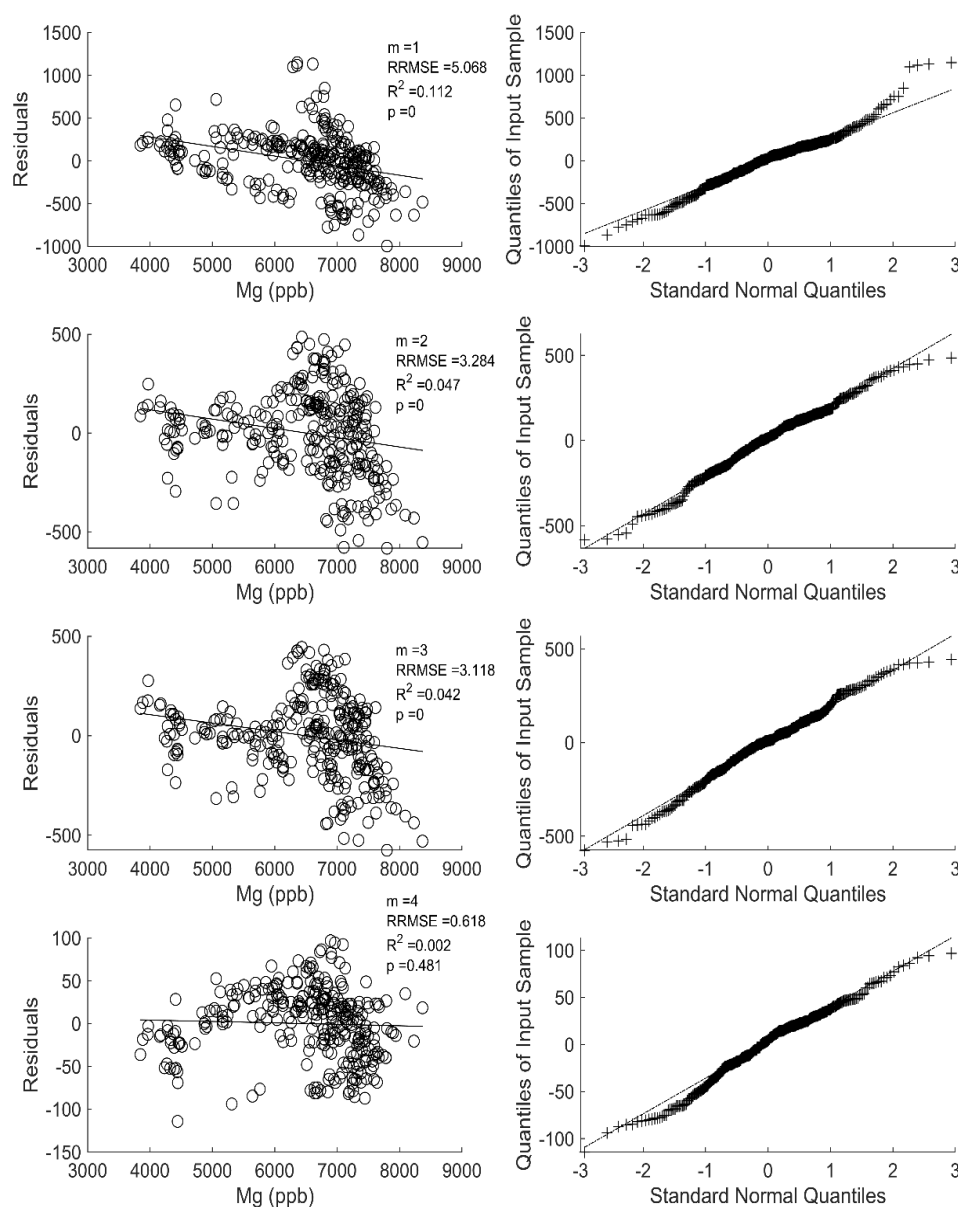 1500
1000
500
0
-500
-1000
Residuals
3000 4000 5000 6000 7000 8000 9000
Mg (ppb)
m =1
RRMSE =5.068
R² =0.112
p =0
1500
1000
500
0
-500
-1000
Quantiles of Input Sample
-3 -2 -1 0 1 2 3
Standard Normal Quantiles
500
0
-500
Residuals
3000 4000 5000 6000 7000 8000 9000
Mg (ppb)
m =2
RRMSE =3.284
R² =0.047
p =0
500
0
-500
Quantiles of Input Sample
-3 -2 -1 0 1 2 3
Standard Normal Quantiles
500
0
-500
Residuals
3000 4000 5000 6000 7000 8000 9000
Mg (ppb)
m =3
RRMSE =3.118
R² =0.042
p =0
500
0
-500
Quantiles of Input Sample
-3 -2 -1 0 1 2 3
Standard Normal Quantiles
100
50
0
-50
-100
-150
Residuals
3000 4000 5000 6000 7000 8000 9000
Mg (ppb)
m =4
RRMSE =0.618
R² =0.002
p =0.481
100
50
0
-50
-100
Quantiles of Input Sample
-3 -2 -1 0 1 2 3
Standard Normal Quantiles